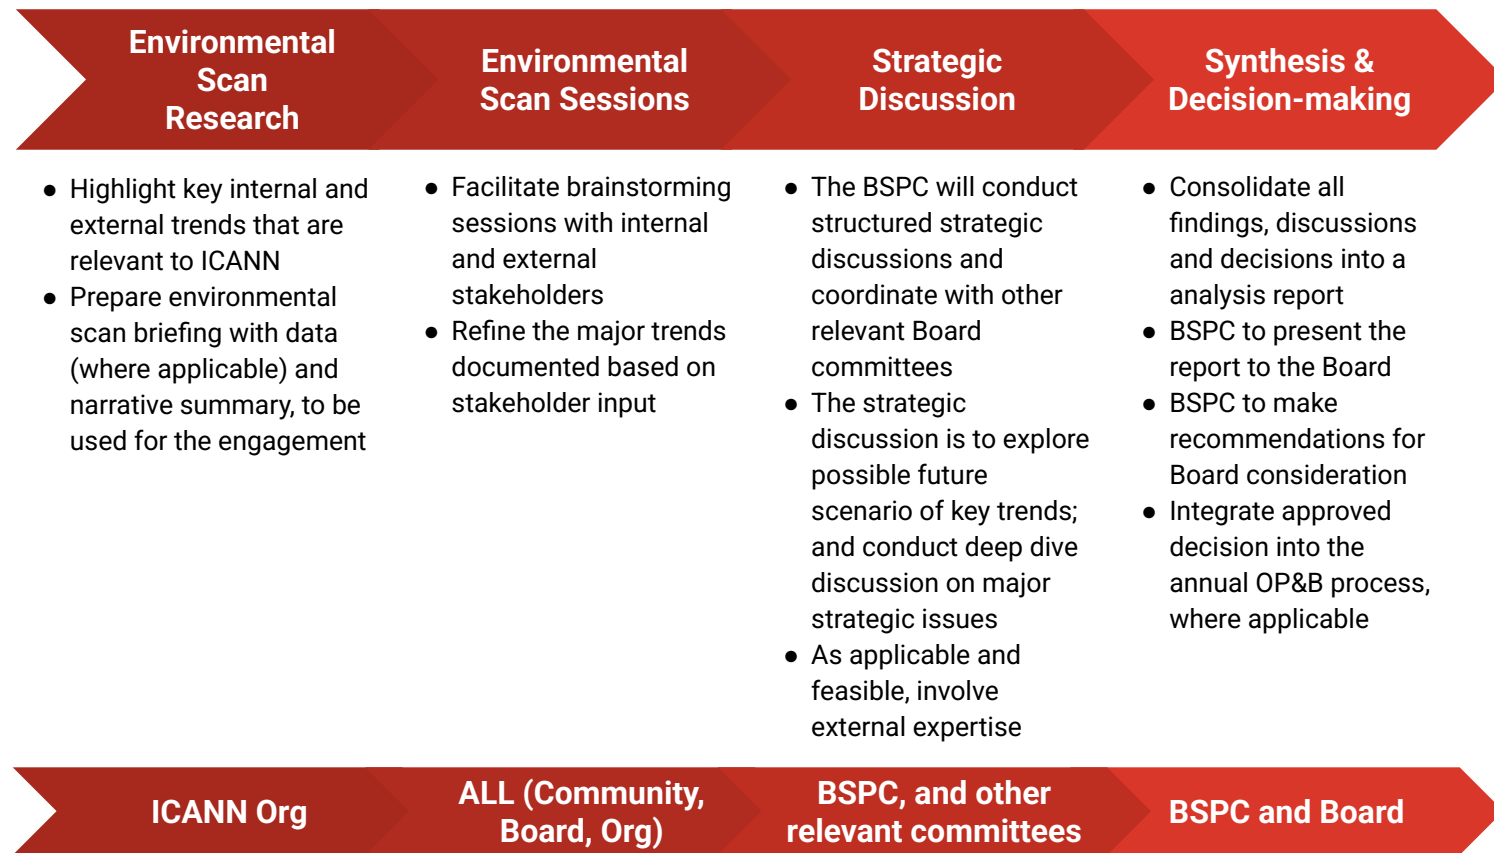 Environmental
Scan
Research
Environmental
Scan Sessions
Strategic
Discussion
Synthesis &
Decision-making
● Highlight key internal and
external trends that are
relevant to ICANN
● Prepare environmental
scan briefing with data
(where applicable) and
narrative summary, to be
used for the engagement
● Facilitate brainstorming
sessions with internal
and external
stakeholders
● Refine the major trends
documented based on
stakeholder input
● The BSPC will conduct
structured strategic
discussions and
coordinate with other
relevant Board
committees
● The strategic
discussion is to explore
possible future
scenario of key trends;
and conduct deep dive
discussion on major
strategic issues
● As applicable and
feasible, involve
external expertise
● Consolidate all
findings, discussions
and decisions into a
analysis report
● BSPC to present the
report to the Board
● BSPC to make
recommendations for
Board consideration
● Integrate approved
decision into the
annual OP&B process,
where applicable
ICANN Org
ALL (Community,
Board, Org)
BSPC, and other
relevant committees
BSPC and Board